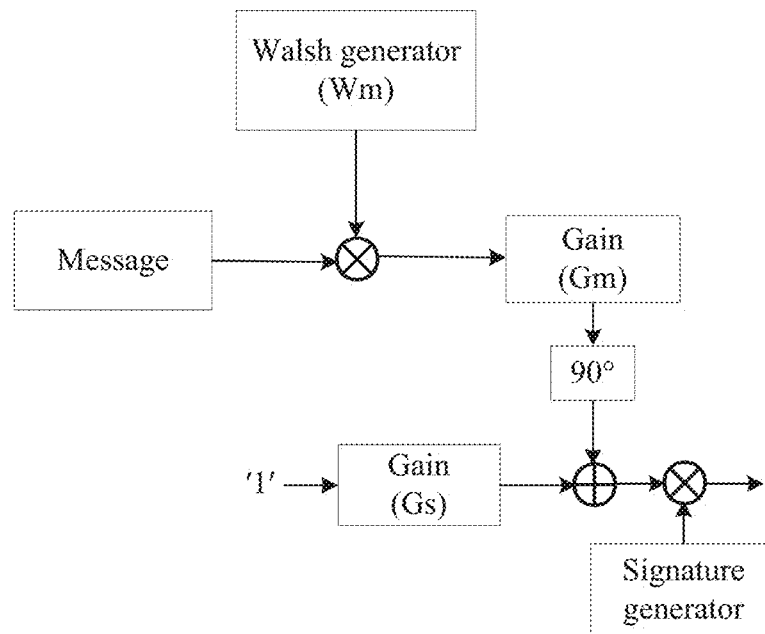 Walsh generator
(Wm)
Message
Gain
(Gm)
90°
'1'
Gain
(Gs)
Signature
generator